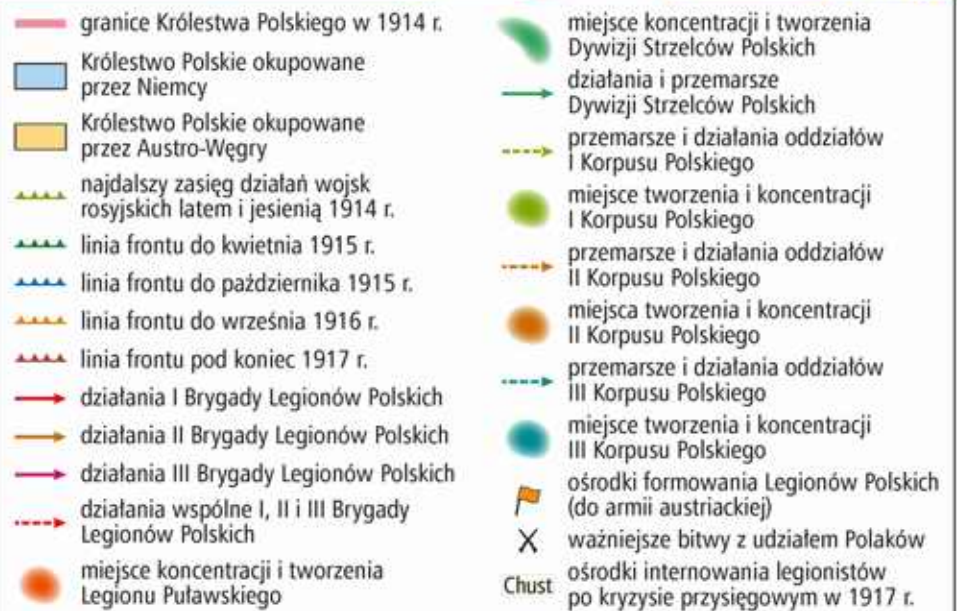 granice Królestwa Polskiego w 1914 r.
Królestwo Polskie okupowane
przez Niemcy
Królestwo Polskie okupowane
przez Austro-Węgry
najdalszy zasięg działań wojsk
rosyjskich latem i jesienią 1914 r.
linia frontu do kwietnia 1915 r.
linia frontu do października 1915 r.
linia frontu do września 1916 r.
linia frontu pod koniec 1917 r.
działania I Brygady Legionów Polskich
działania II Brygady Legionów Polskich
działania III Brygady Legionów Polskich
działania wspólne I, II i III Brygady
Legionów Polskich
miejsce koncentracji i tworzenia
Legionu Puławskiego
miejsce koncentracji i tworzenia
Dywizji Strzelców Polskich
działania i przemarsze
Dywizji Strzelców Polskich
przemarsze i działania oddziałów
I Korpusu Polskiego
miejsce tworzenia i koncentracji
I Korpusu Polskiego
przemarsze i działania oddziałów
II Korpusu Polskiego
miejsca tworzenia i koncentracji
II Korpusu Polskiego
przemarsze i działania oddziałów
III Korpusu Polskiego
miejsce tworzenia i koncentracji
III Korpusu Polskiego
ośrodki formowania Legionów Polskich
(do armii austriackiej)
ważniejsze bitwy z udziałem Polaków
Chust ośrodki internowania legionistów
po kryzysie przysięgowym w 1917 r.